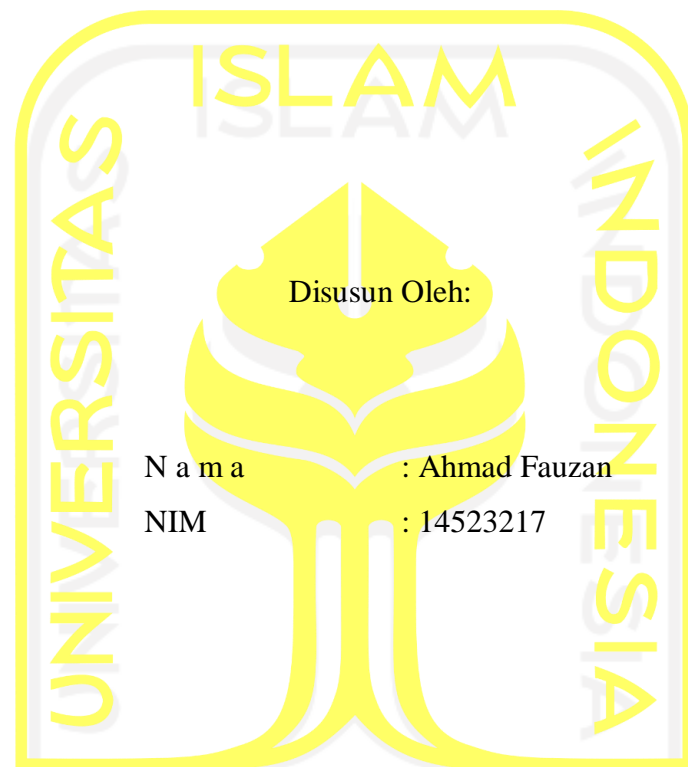 ISLAM
UNIVERSITAS
INDONESIA
Disusun Oleh:
N a m a : Ahmad Fauzan
NIM : 14523217